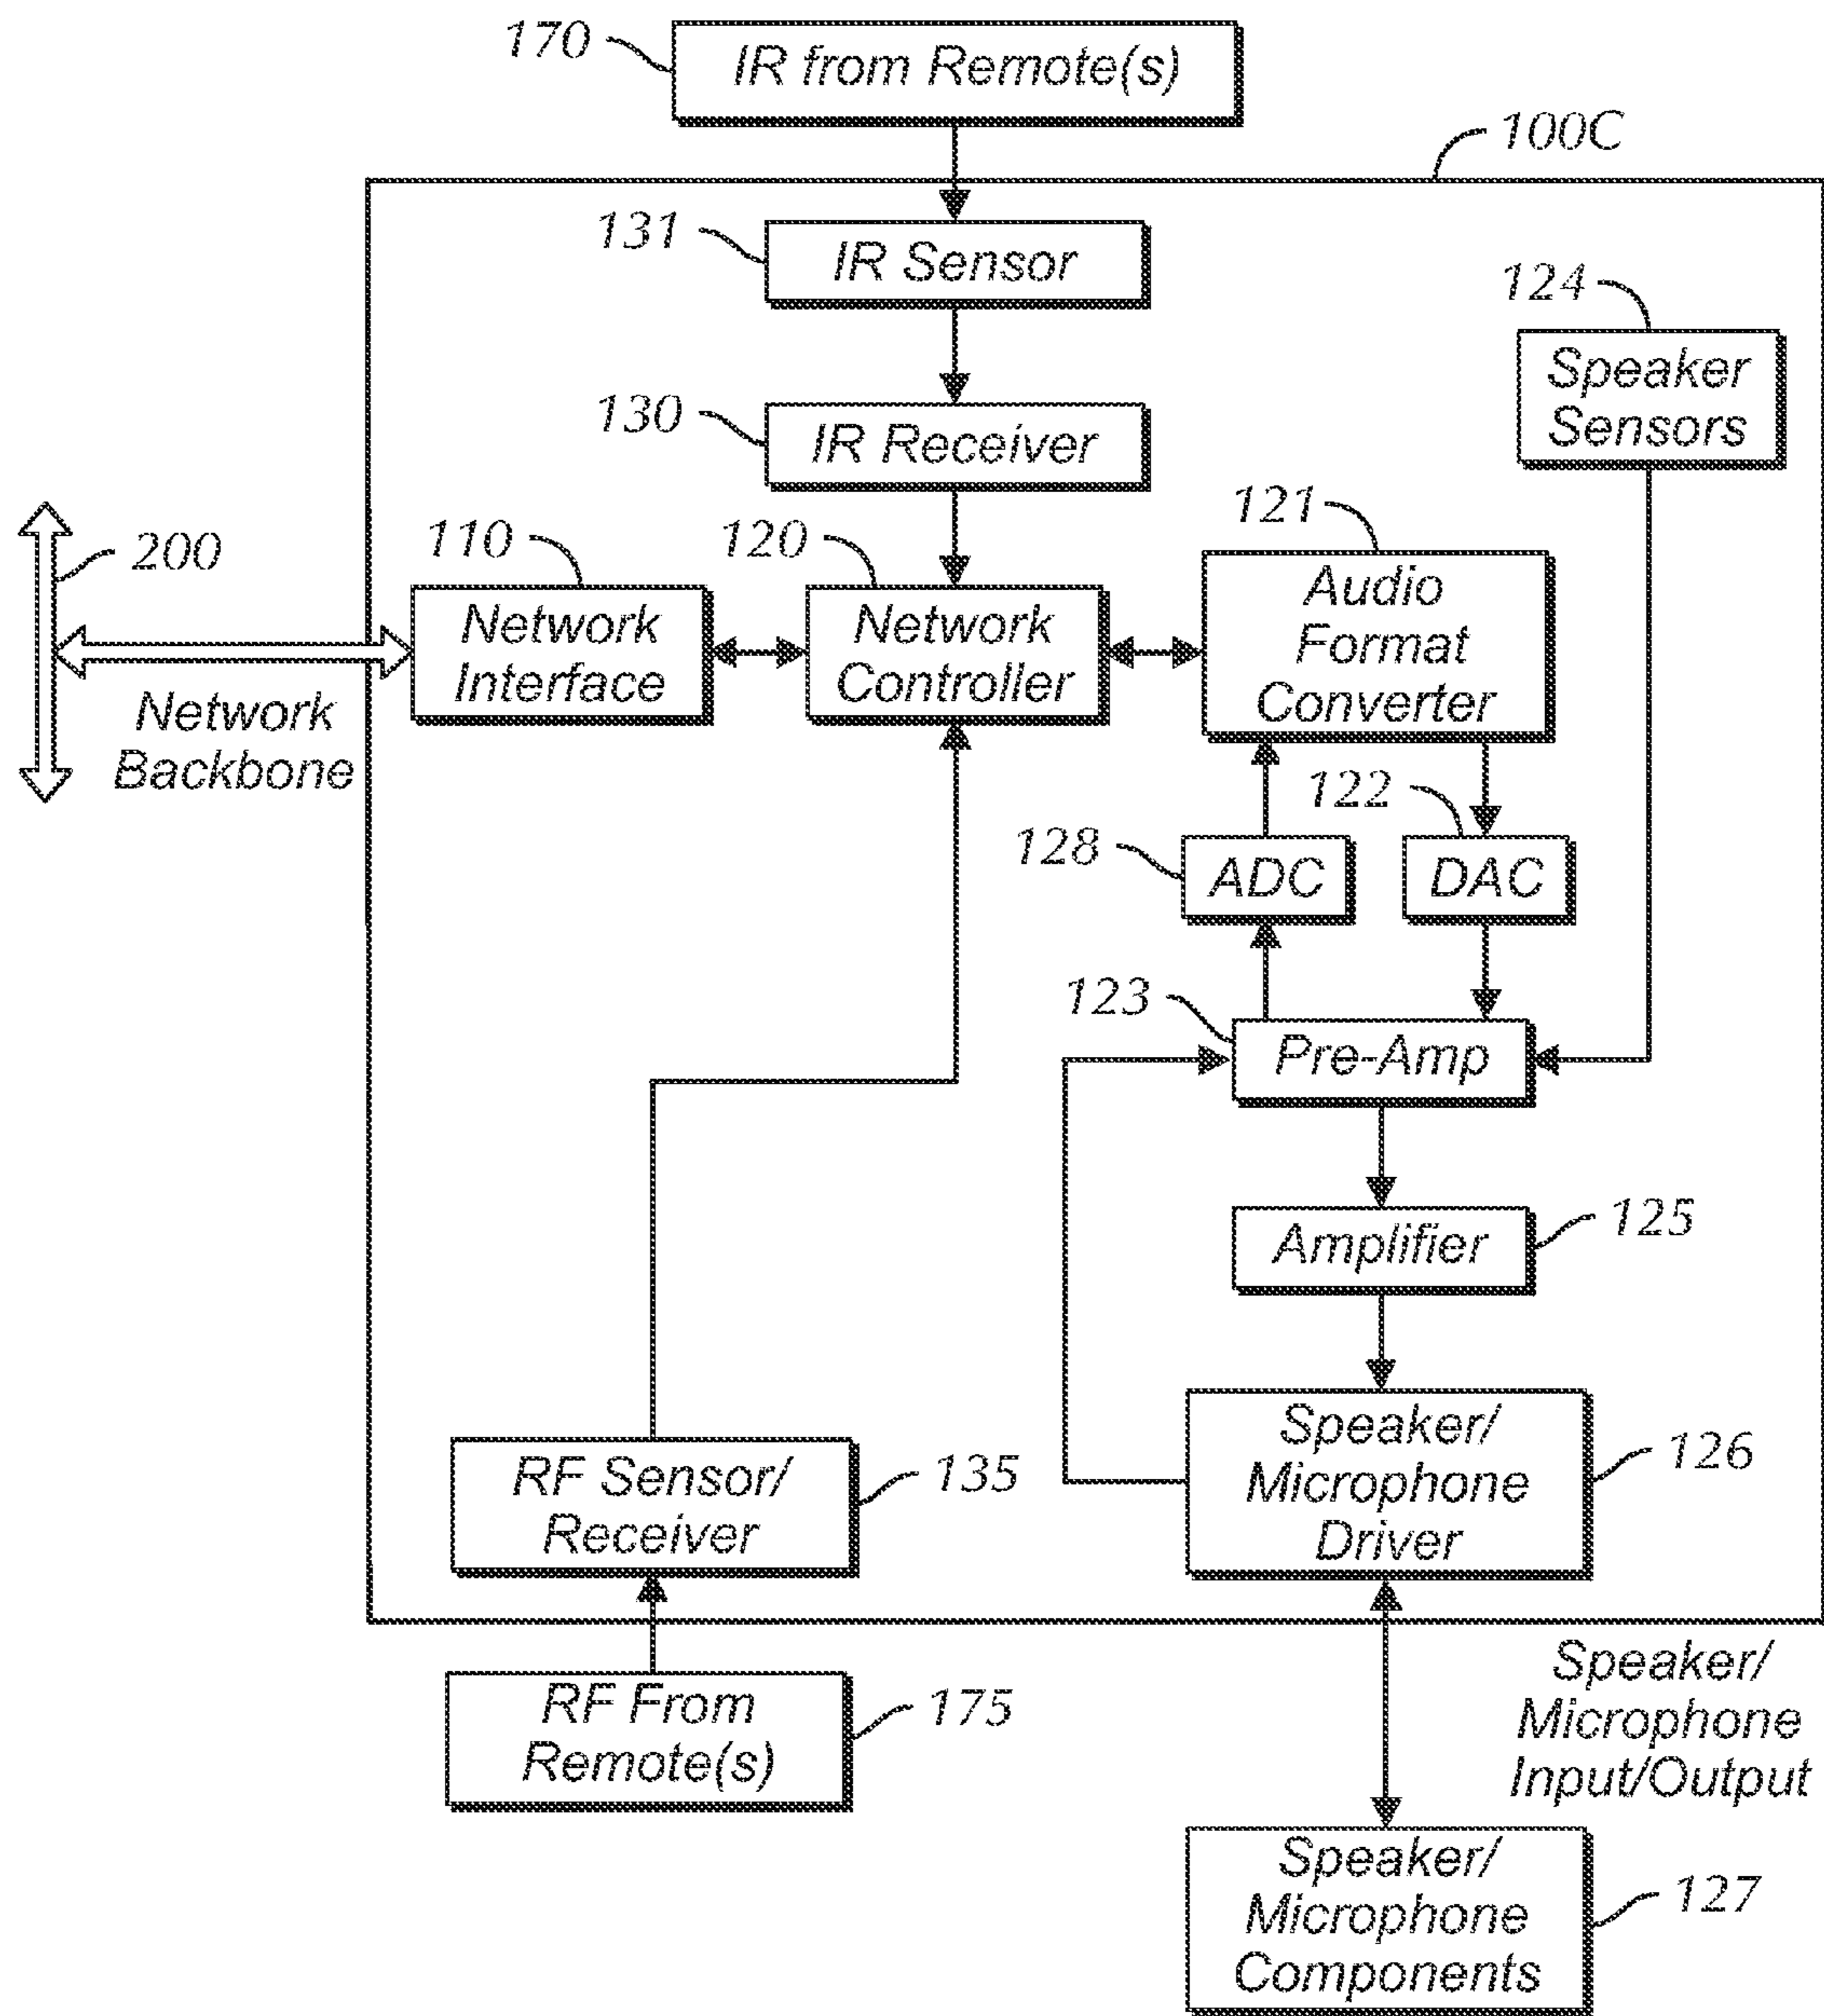 170
IR from Remote(s)
100C
131
IR Sensor
124
Speaker
Sensors
130
IR Receiver
121
200
110
120
Network
Interface
Network
Controller
Audio
Format
Converter
Network
Backbone
122
128
ADC
DAC
123
Pre-Amp
125
Amplifier
Speaker/
Microphone
Driver
126
RF Sensor/
Receiver
135
RF From
Remote(s)
175
Speaker/
Microphone
Input/Output
Speaker/
Microphone
Components
127